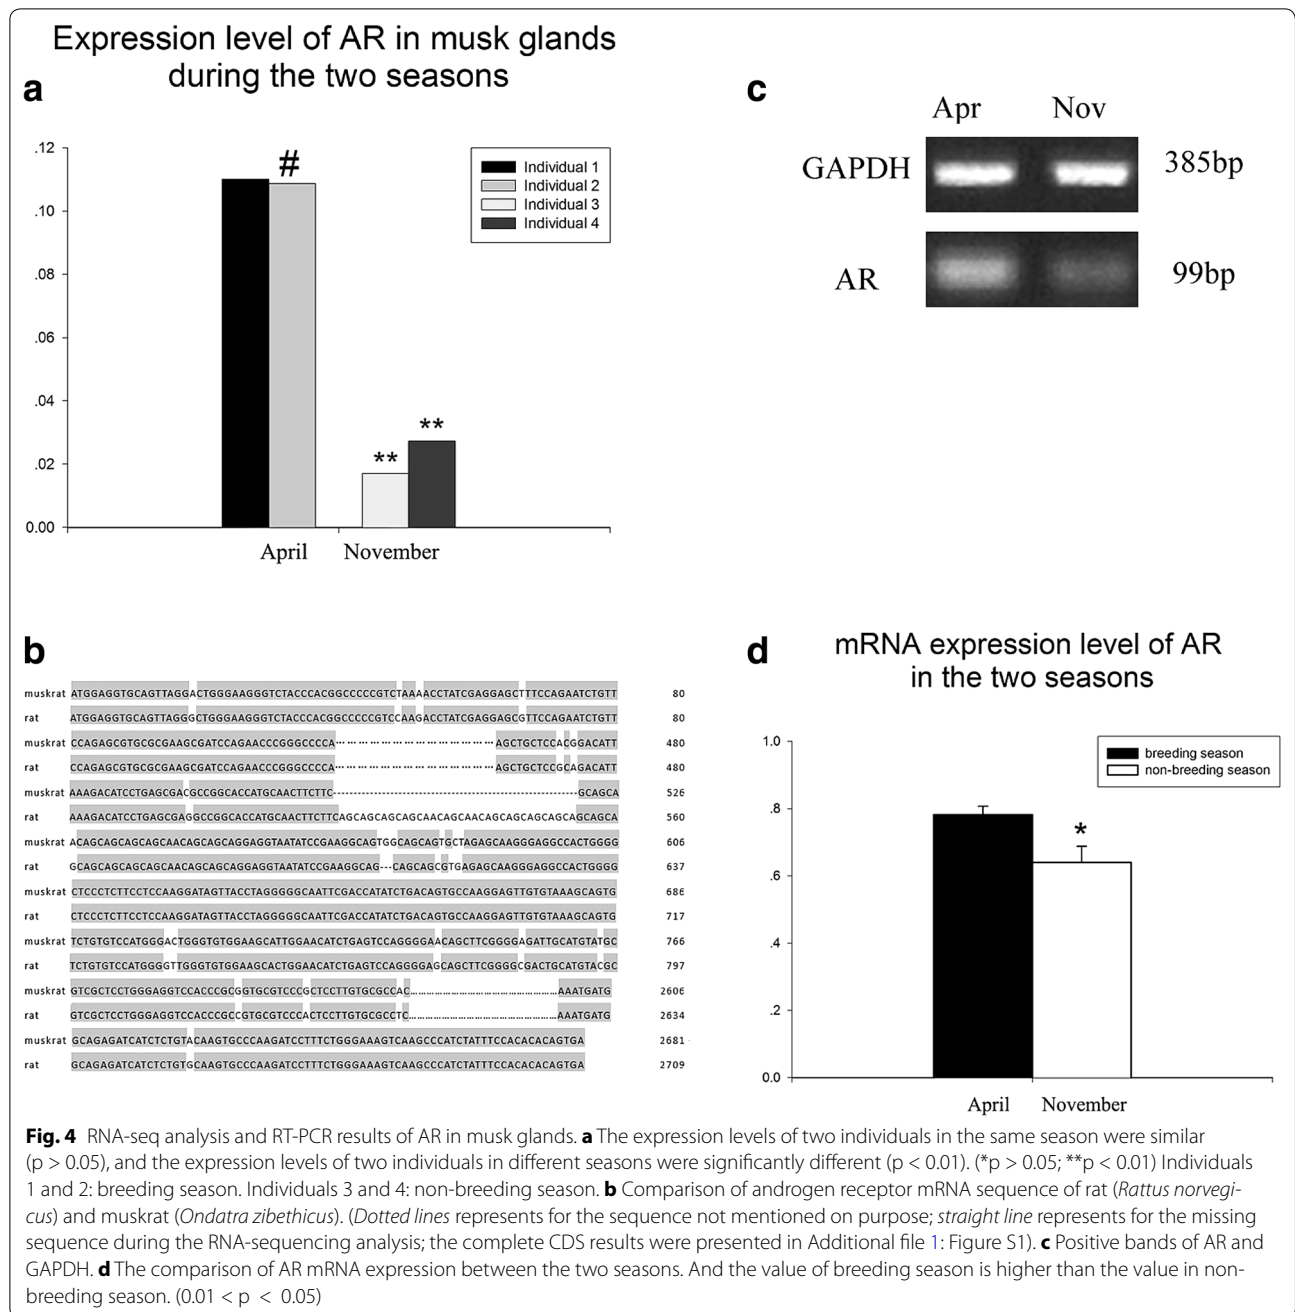 Expression level of AR in musk glands
during the two seasons
a
.12
.10
.08
.06
.04
.02
0.00
#
**
**
Individual 1
Individual 2
Individual 3
Individual 4
April November
c
Apr Nov
GAPDH 385bp
AR 99bp
b
muskrat ATGGAGGTGCAGTTAGGACTGGGAAGGGTCTACCCACGGCCCCCGTCTAAAACCTATCGAGGAGCTTTCCAGAATCTGTT 80
rat ATGGAGGTGCAGTTAGGGCTGGGAAGGGTCTACCCACGGCCCCCGTCCAAGACCTATCGAGGAGCGTTCCAGAATCTGTT 80
muskrat CCAGAGCGTGCGCGAAGCGATCCAGAACCCGGGCCCCA........................................AGCTGCTCCACGGACATT 480
rat CCAGAGCGTGCGCGAAGCGATCCAGAACCCGGGCCCCA........................................AGCTGCTCCGCAGACATT 480
muskrat AAAGACATCCTGAGCGACGCCGGCACCATGCAACTTCTTC-----------------------------------GCAGCA 526
rat AAAGACATCCTGAGCGAGGCCGGCACCATGCAACTTCTTCAGCAGCAGCAGCAACAGCAACAGCAGCAGCAGCAGCAGCA 560
muskrat ACAGCAGCAGCAGCAACAGCAGCAGGAGGTAATATCCGAAGGCAGTGGCAGCAGTGCTAGAGCAAGGGAGGCCACTGGGG 606
rat GCAGCAGCAGCAGCAACAGCAGCAGGAGGTAATATCCGAAGGCAG---CAGCAGCGTGAGAGCAAGGGAGGCCACTGGGG 637
muskrat CTCCCTCTTCCTCCAAGGATAGTTACCTAGGGGGCAATTCGACCATATCTGACAGTGCCAAGGAGTTGTGTAAAGCAGTG 686
rat CTCCCTCTTCCTCCAAGGATAGTTACCTAGGGGGCAATTCGACCATATCTGACAGTGCCAAGGAGTTGTGTAAAGCAGTG 717
muskrat TCTGTGTCCATGGGACTGGGTGTGGAAGCATTGGAACATCTGAGTCCAGGGGAACAGCTTCGGGGAGATTGCATGTATGC 766
rat TCTGTGTCCATGGGGTTGGGTGTGGAAGCACTGGAACATCTGAGTCCAGGGGAGCAGCTTCGGGGCGACTGCATGTACGC 797
muskrat GTCGCTCCTGGGAGGTCCACCCGCGGTGCGTCCCGCTCCTTGTGCGCCAC........................................AAATGATG 2606
rat GTCGCTCCTGGGAGGTCCACCCGCCGTGCGTCCCACTCCTTGTGCGCCTC........................................AAATGATG 2634
muskrat GCAGAGATCATCTCTGTACAAGTGCCCAAGATCCTTTCTGGGAAAGTCAAGCCCATCTATTTCCACACACAGTGA 2681
rat GCAGAGATCATCTCTGTGCAAGTGCCCAAGATCCTTTCTGGGAAAGTCAAGCCCATCTATTTCCACACACAGTGA 2709
d
mRNA expression level of AR
in the two seasons
1.0
.8
.6
.4
.2
0.0
*
breeding season
non-breeding season
April November
Fig. 4 RNA-seq analysis and RT-PCR results of AR in musk glands. a The expression levels of two individuals in the same season were similar
(p > 0.05), and the expression levels of two individuals in different seasons were significantly different (p < 0.01). (*p > 0.05; **p < 0.01) Individuals
1 and 2: breeding season. Individuals 3 and 4: non-breeding season. b Comparison of androgen receptor mRNA sequence of rat (Rattus norvegi-
cus) and muskrat (Ondatra zibethicus). (Dotted lines represents for the sequence not mentioned on purpose; straight line represents for the missing
sequence during the RNA-sequencing analysis; the complete CDS results were presented in Additional file 1: Figure S1). c Positive bands of AR and
GAPDH. d The comparison of AR mRNA expression between the two seasons. And the value of breeding season is higher than the value in non-
breeding season. (0.01 < p < 0.05)